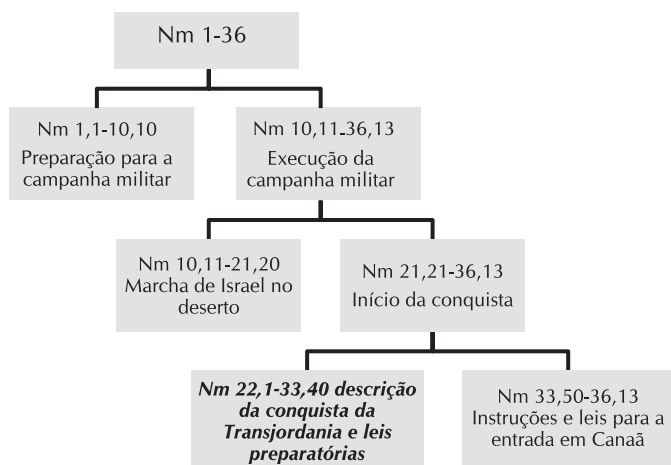 Nm 1-36
Nm 1,1-10,10
Preparação para a
campanha militar
Nm 10,11-36,13
Execução da
campanha militar
Nm 10,11-21,20
Marcha de Israel no
deserto
Nm 21,21-36,13
Início da conquista
Nm 22,1-33,40 descrição
da conquista da
Transjordania e leis
preparatórias
Nm 33,50-36,13
Instruções e leis para a
entrada em Canaã